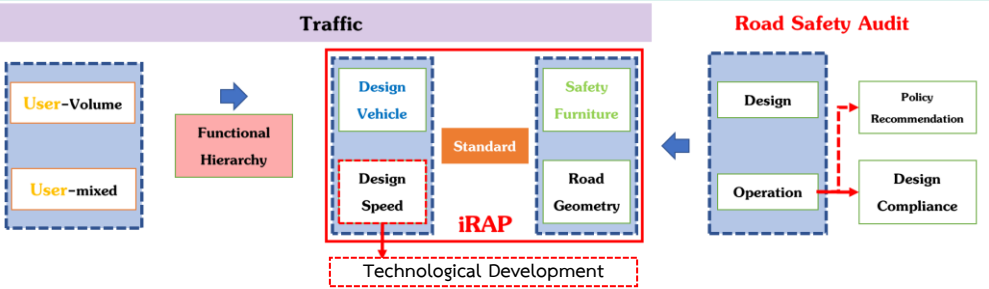 Traffic
Road Safety Audit
User-Volume
User-mixed
Functional
Hierarchy
Design
Vehicle
Design
Speed
Standard
Safety
Furniture
Road
Geometry
iRAP
Technological Development
Design
Operation
Policy
Recommendation
Design
Compliance